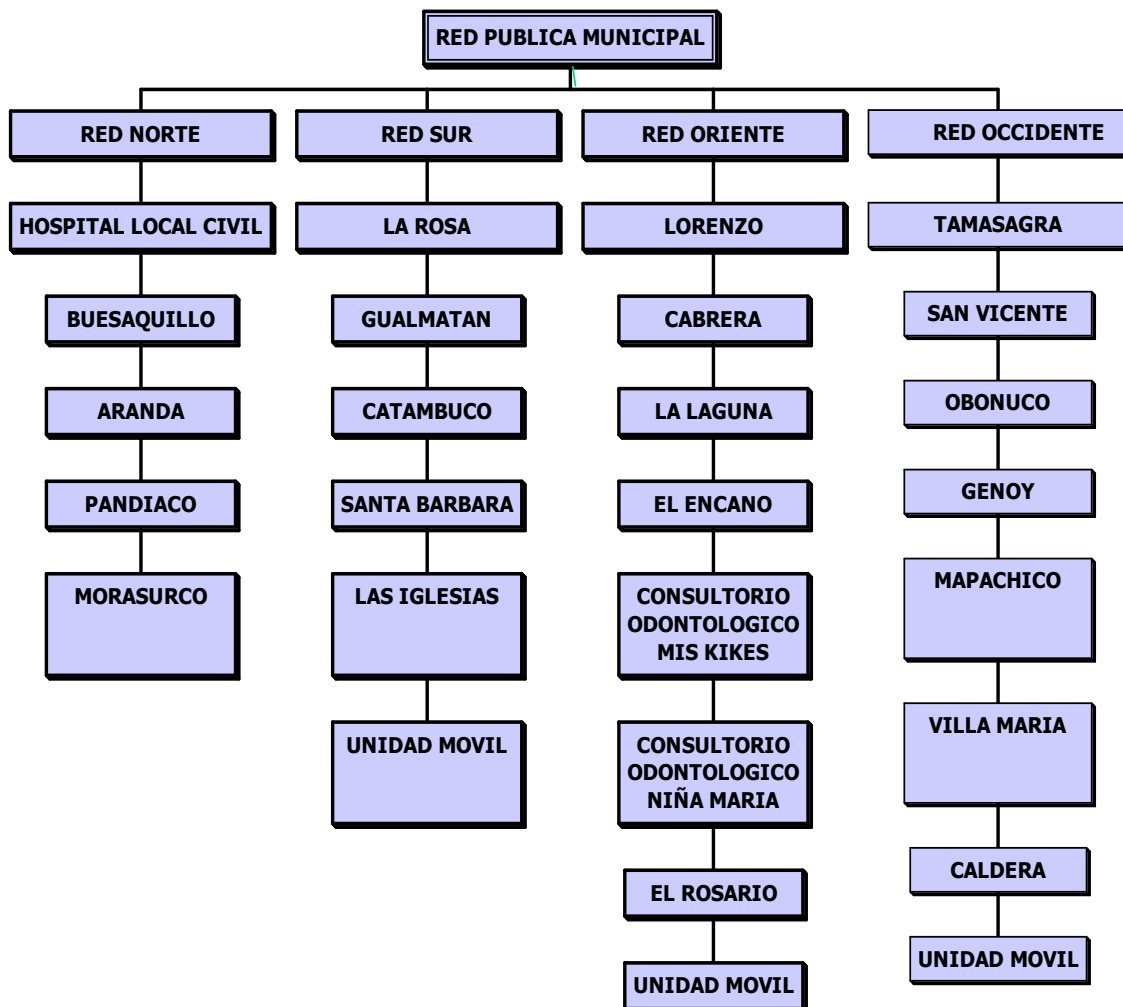 RED PUBLICA MUNICIPAL
RED NORTE
HOSPITAL LOCAL CIVIL
BUESAQUILLO
ARANDA
PANDIACO
MORASURCO
RED SUR
LA ROSA
GUALMATAN
CATAMBUCO
SANTA BARBARA
LAS IGLESIAS
UNIDAD MOVIL
RED ORIENTE
LORENZO
CABRERA
LA LAGUNA
EL ENCANO
CONSULTORIO
ODONTOLOGICO
MIS KIKES
CONSULTORIO
ODONTOLOGICO
NIÑA MARIA
EL ROSARIO
UNIDAD MOVIL
RED OCCIDENTE
TAMASAGRA
SAN VICENTE
OBONUCO
GENOY
MAPACHICO
VILLA MARIA
CALDERA
UNIDAD MOVIL